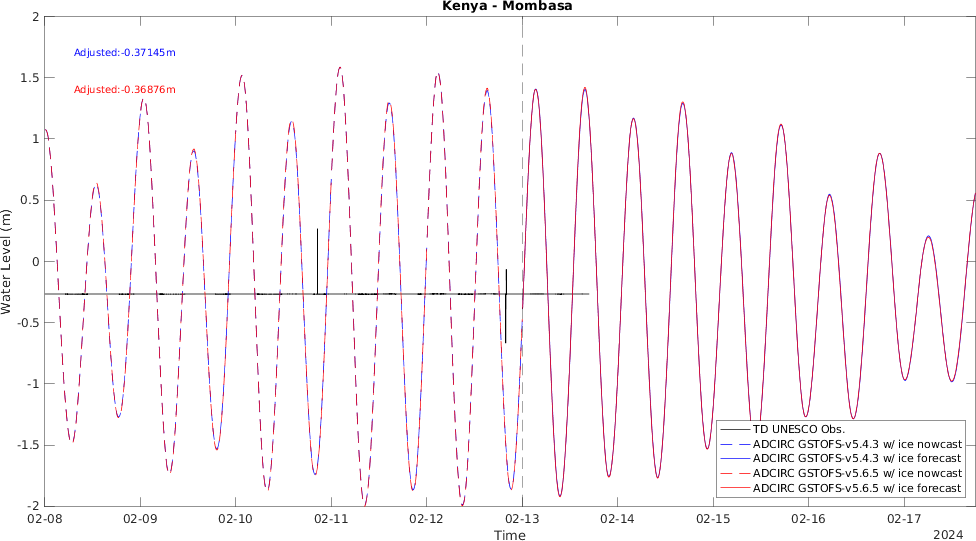 Kenya - Mombasa
Adjusted:-0.37145m
Adjusted:-0.36876m
2
1.5
1
0.5
0
-0.5
-1
-1.5
-2
Water Level (m)
02-08 02-09 02-10 02-11 02-12 02-13 02-14 02-15 02-16 02-17
Time
2024
TD UNESCO Obs.
ADCIRC GSTOFS-v5.4.3 w/ ice nowcast
ADCIRC GSTOFS-v5.4.3 w/ ice forecast
ADCIRC GSTOFS-v5.6.5 w/ ice nowcast
ADCIRC GSTOFS-v5.6.5 w/ ice forecast